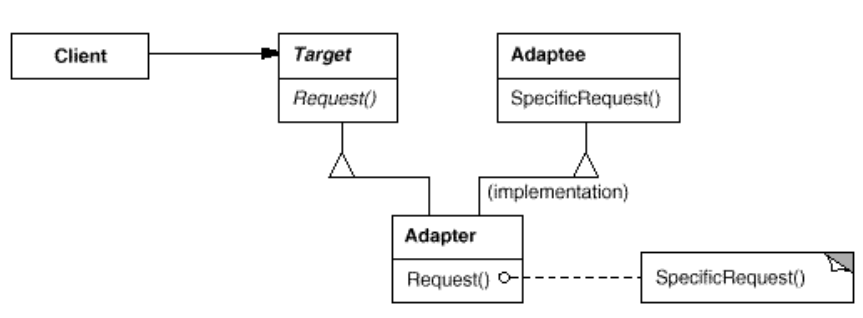 Client
Target
Request()
Adaptee
SpecificRequest()
(implementation)
Adapter
Request()
SpecificRequest()